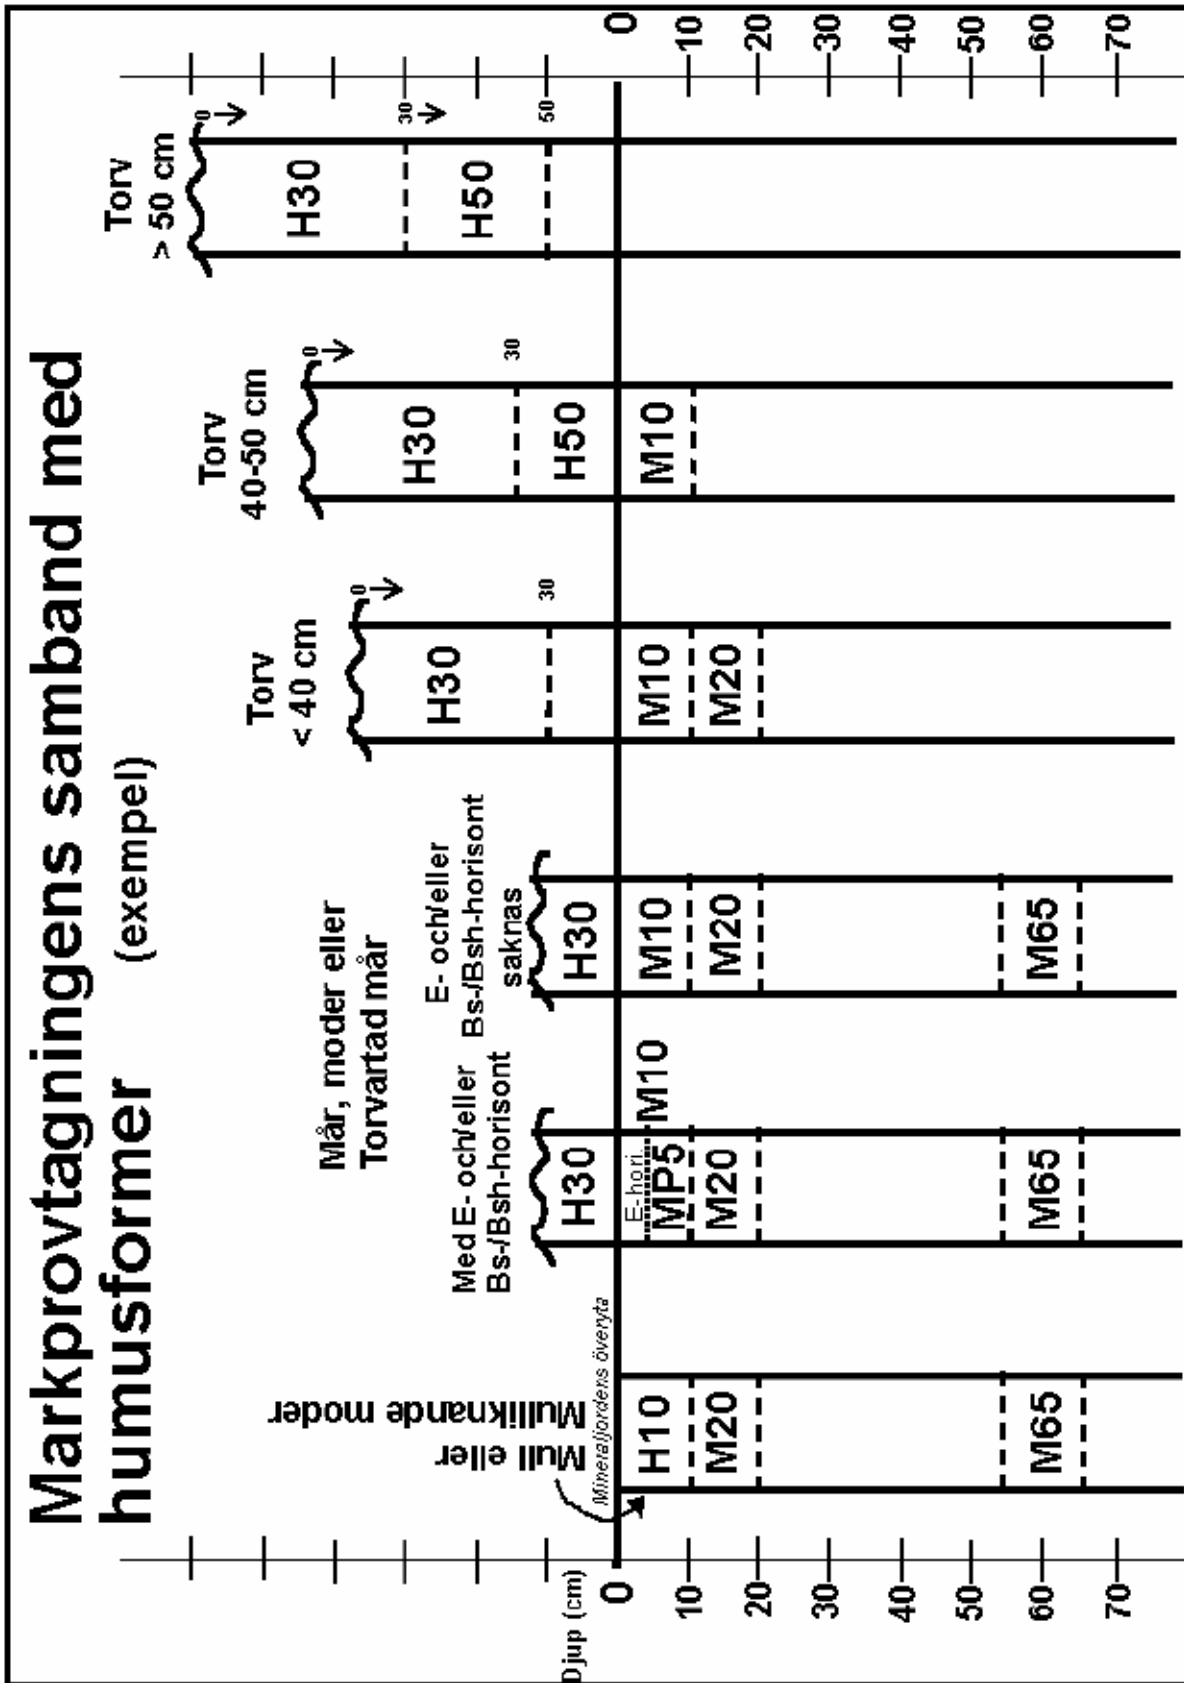 Markprovtagningens samband med
humusformer (exempel)
Mår, moder eller
Torvartad mår
Mull eller
Mulliknande moder
Med E- och/eller
Bs-/Bsh-horisont
E- och/eller
Bs-/Bsh-horisont
saknas
Torv
< 40 cm
Torv
40-50 cm
Torv
> 50 cm
Djup (cm)
Mineraljordens överyta
0
10
20
30
40
50
60
70
H10
M20
M65
H30
E-hori.
MP5
M10
M20
M65
H30
M10
M20
M65
0
H30
30
M10
M20
0
H30
30
H50
M10
0
H30
30
H50
50
0
10
20
30
40
50
60
70